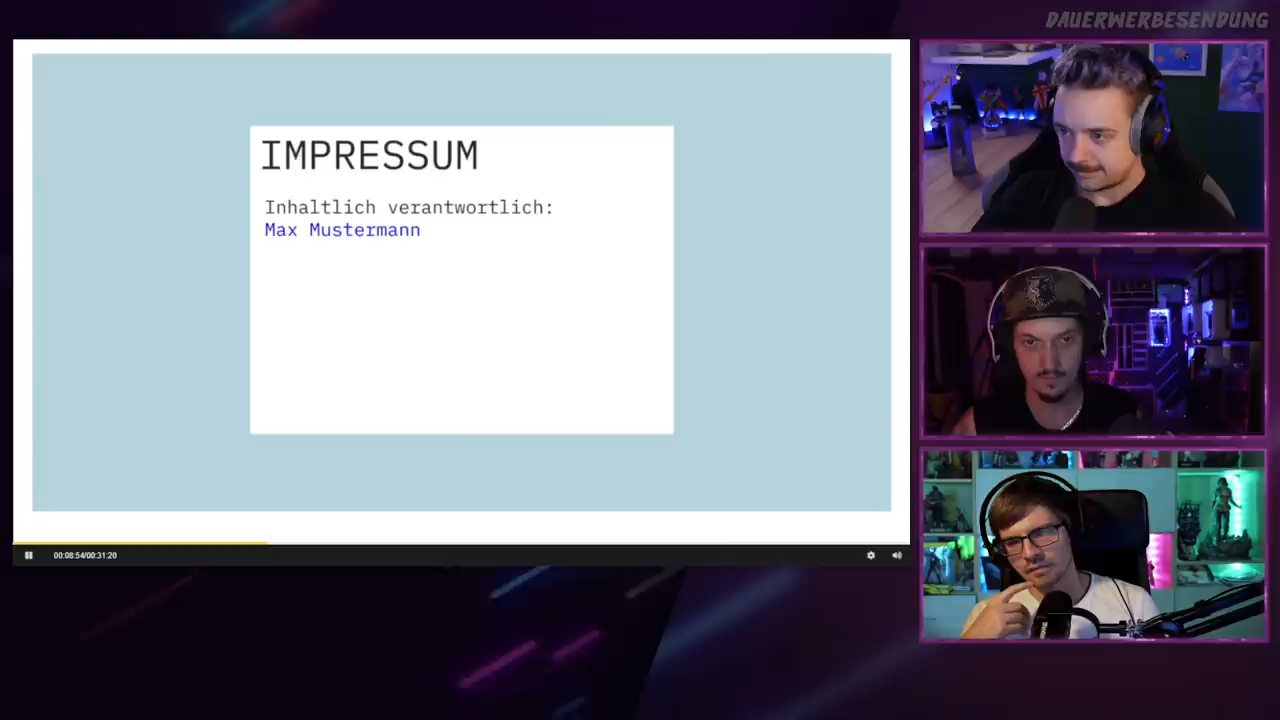 DAUERWERBESENDUNG
IMPRESSUM
Inhaltlich verantwortlich:
Max Mustermann
00:08:54/00:31:20